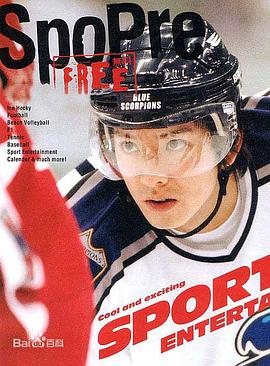 SpoPre
FREE
BLUE
SCORPIONS
Ice Hocky
Football
Beach Volleyball
F1
Tennis
Baseball
Sport Entertainment
Calendar & much more!
Cool and exciting
SPORT
ENTERTA
Bai百科